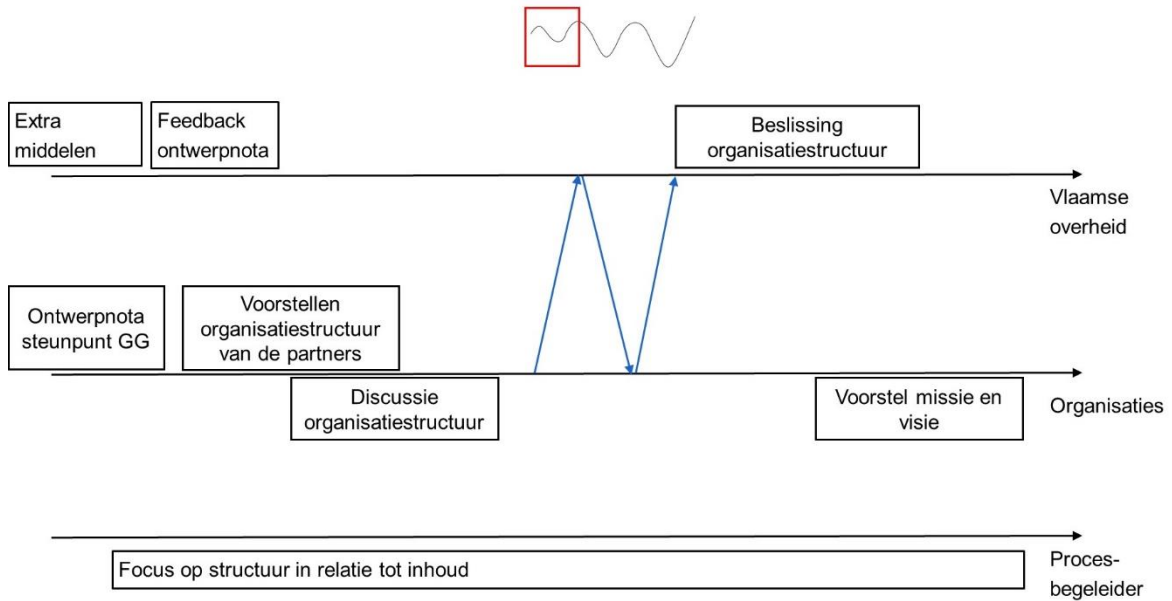 Extra
middelen
Feedback
ontwerpnota
Beslissing
organisatiestructuur
Vlaamse
overheid
Ontwerpnota
steunpunt GG
Voorstellen
organisatiestructuur
van de partners
Discussie
organisatiestructuur
Voorstel missie en
visie
Organisaties
Focus op structuur in relatie tot inhoud
Proces-
begeleider